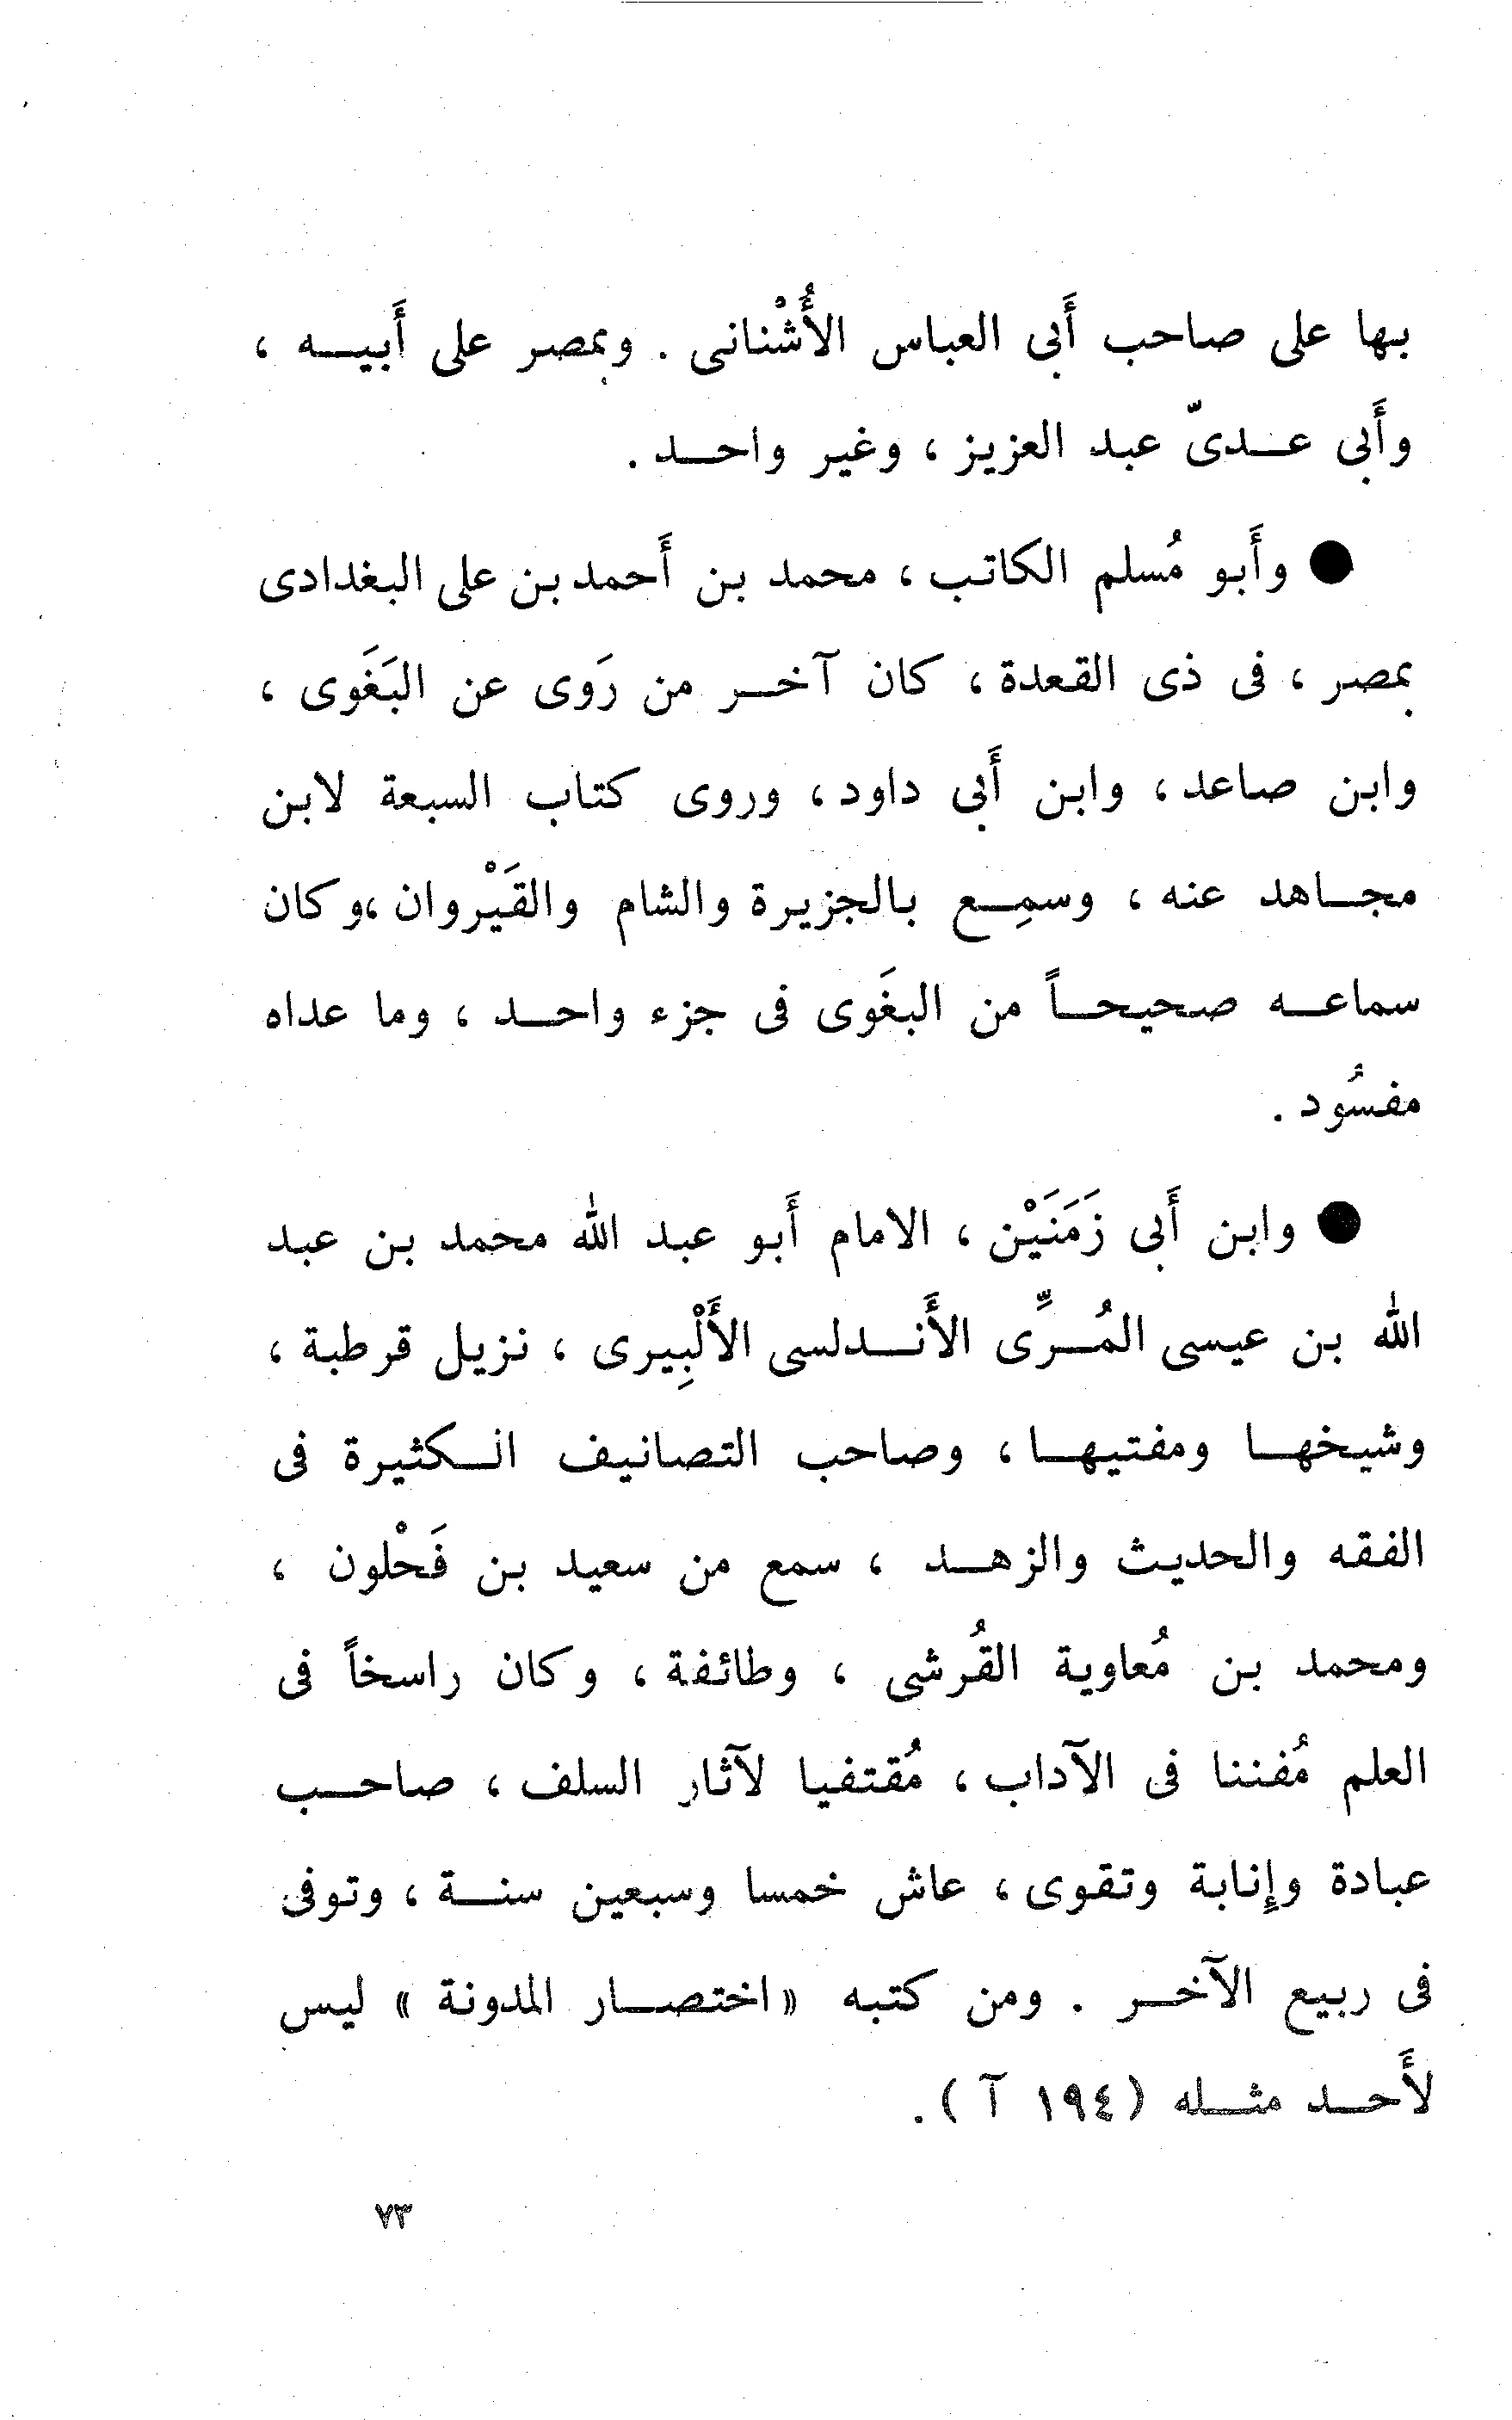 بها على صاحب أَبى العباس الأُشْنانى . وبمصر على أَبيه ،
وأَبى عدىّ عبد العزيز ، وغير واحد .
● وأَبو مُسلم الكاتب ، محمد بن أَحمد بن على البغدادى
بمصر ، فى ذى القعدة ، كان آخر من رَوى عن البَغَوى ،
وابن صاعد ، وابن أَبى داود ، وروى كتاب السبعة لابن
مجاهد عنه ، وسمِع بالجزيرة والشام والقَيْروان ، وكان
سماعه صحيحاً من البغَوى فى جزء واحد ، وما عداه
مفسُود .
● وابن أَبى زَمَنَيْن ، الامام أَبو عبد الله محمد بن عبد
الله بن عيسى المُرِّى الأَندلسى الأَلْبِيرى ، نزيل قرطبة ،
وشيخها ومفتيها ، وصاحب التصانيف الكثيرة فى
الفقه والحديث والزهد ، سمع من سعيد بن فَحْلون ،
ومحمد بن مُعاوية القُرشى ، وطائفة ، وكان راسخاً فى
العلم مُفننا فى الآداب ، مُقتفيا لآثار السلف ، صاحب
عبادة وإِنابة وتقوى ، عاش خمسا وسبعين سنة ، وتوفى
فى ربيع الآخر . ومن كتبه « اختصار المدونة » ليس
لأَحد مثله ( ١٩٤ آ ) .
٧٣